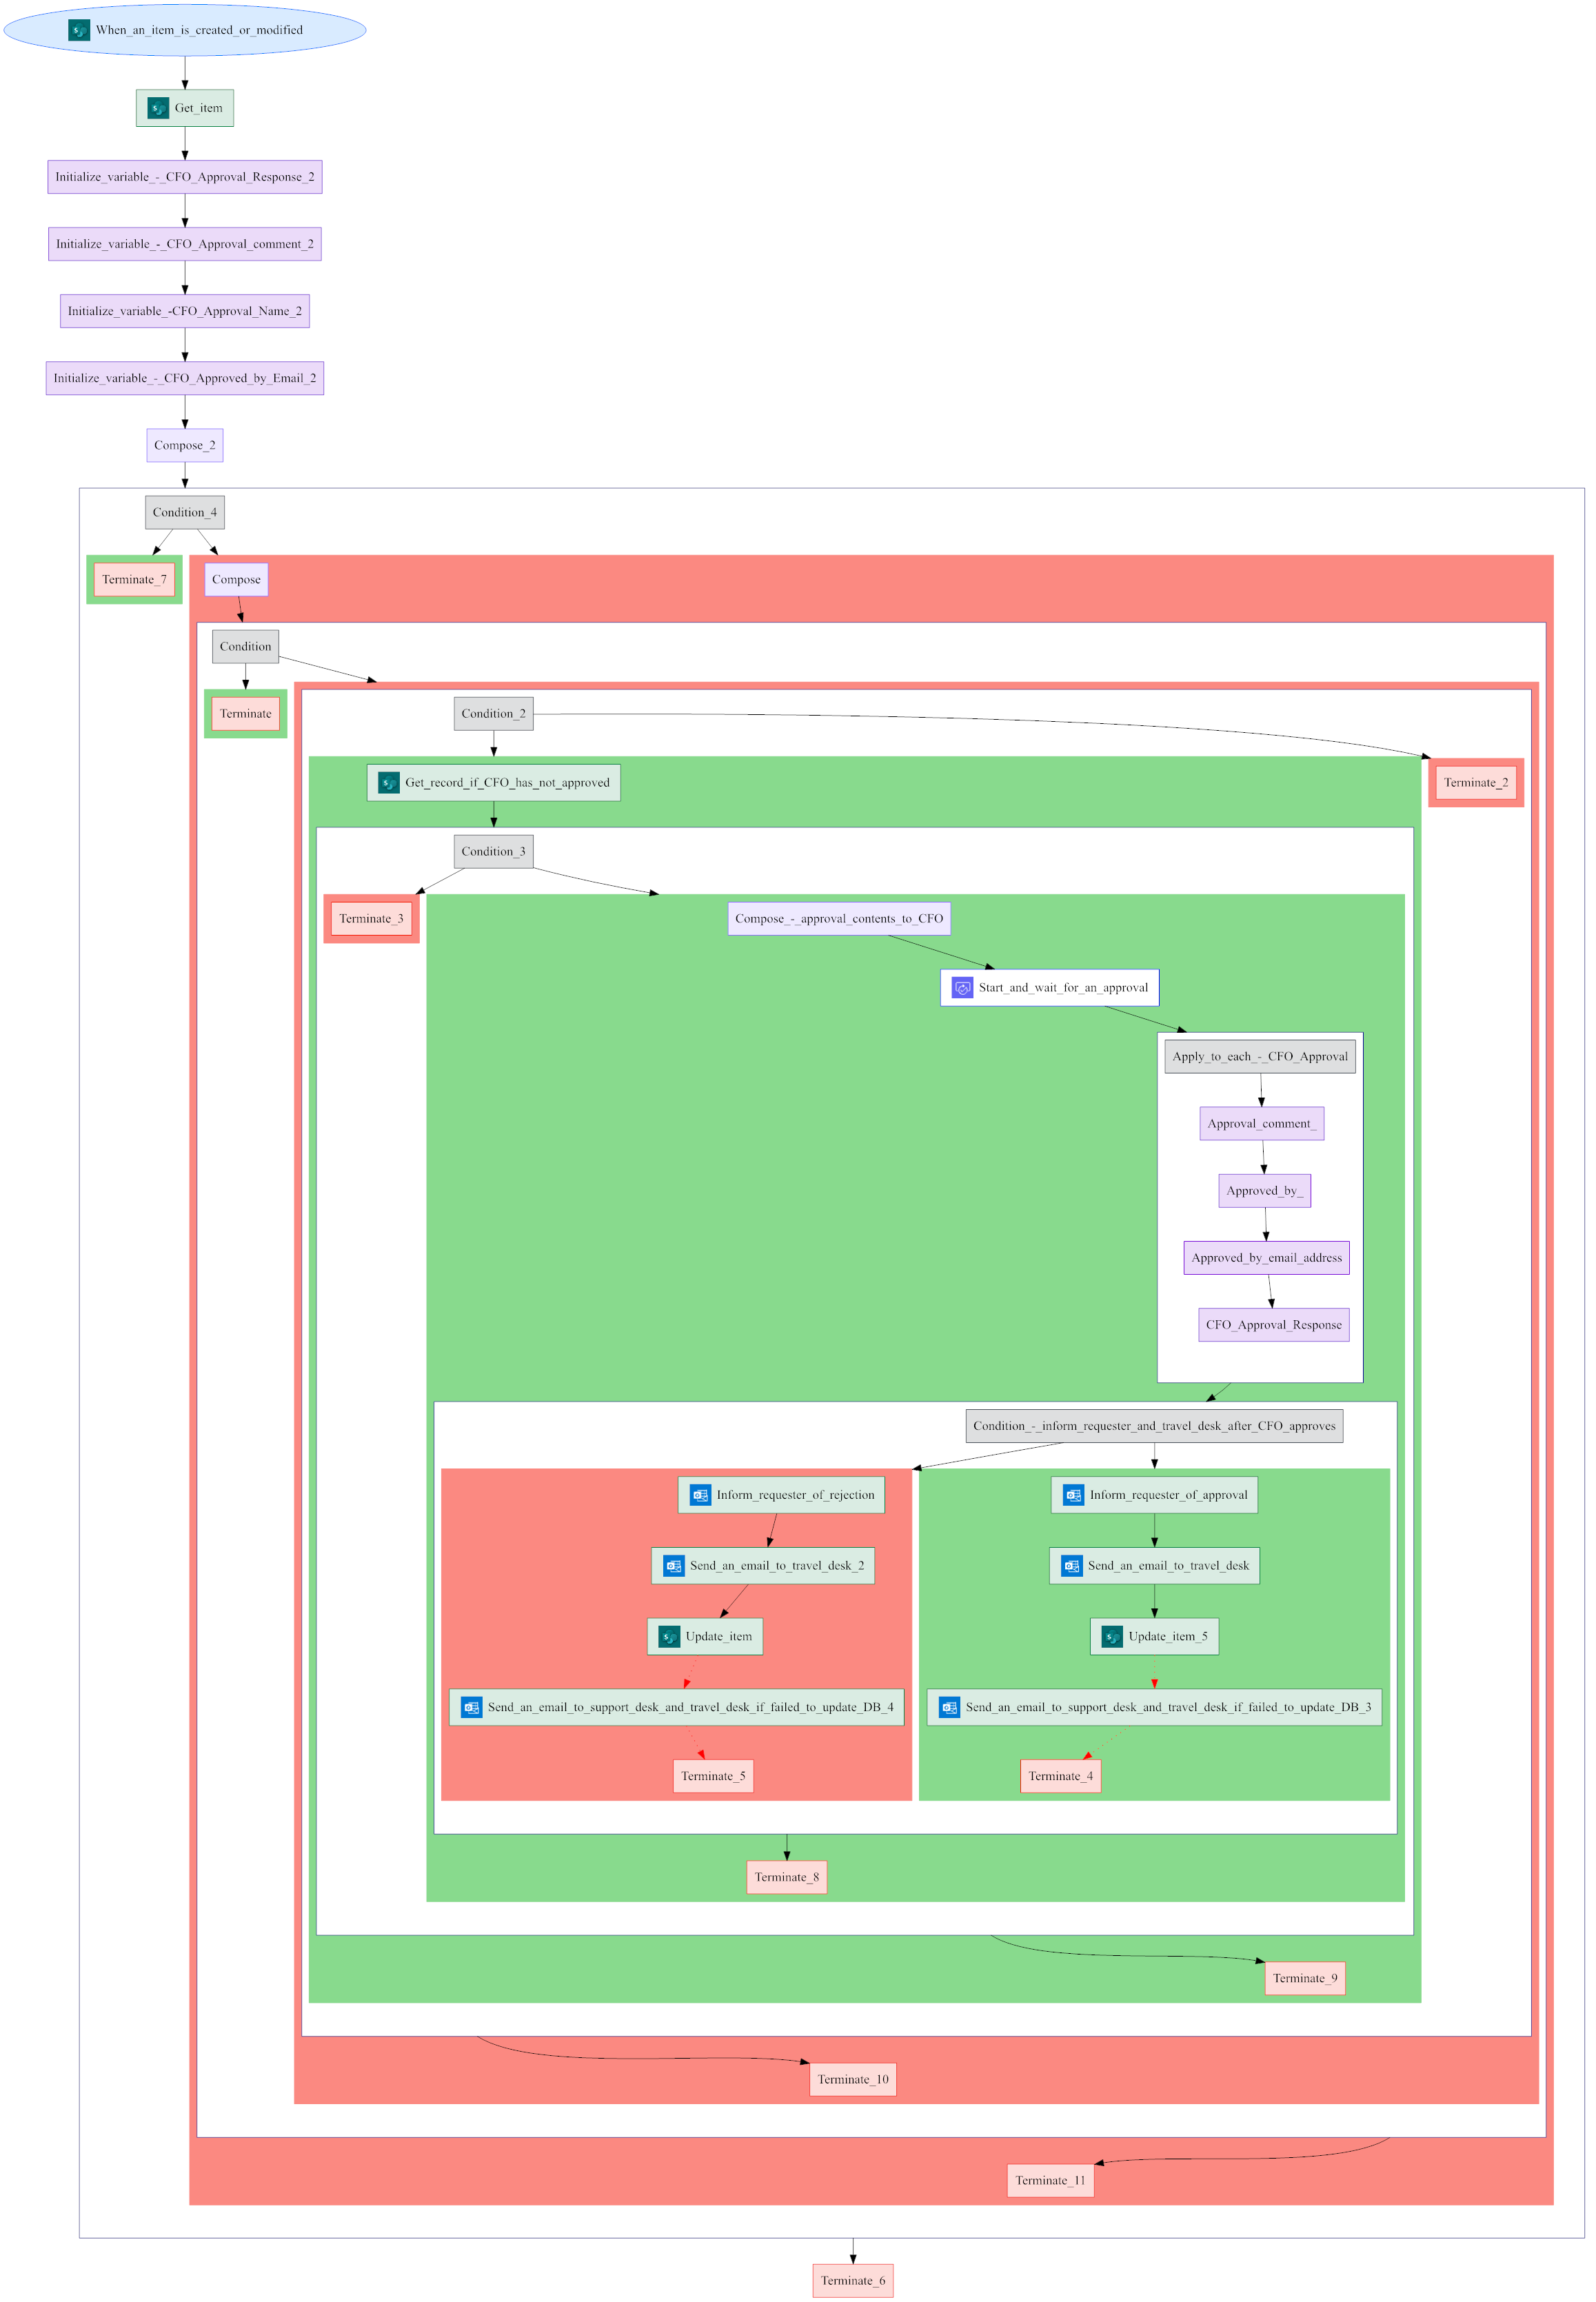 When_an_item_is_created_or_modified
Get_item
Initialize_variable_-_CFO_Approval_Response_2
Initialize_variable_-_CFO_Approval_comment_2
Initialize_variable_-CFO_Approval_Name_2
Initialize_variable_-_CFO_Approved_by_Email_2
Compose_2
Condition_4
Terminate_7
Compose
Condition
Terminate
Condition_2
Terminate_2
Get_record_if_CFO_has_not_approved
Condition_3
Terminate_3
Compose_-_approval_contents_to_CFO
Start_and_wait_for_an_approval
Apply_to_each_-_CFO_Approval
Approval_comment_
Approved_by_
Approved_by_email_address
CFO_Approval_Response
Condition_-_inform_requester_and_travel_desk_after_CFO_approves
Inform_requester_of_rejection
Inform_requester_of_approval
Send_an_email_to_travel_desk_2
Send_an_email_to_travel_desk
Update_item
Update_item_5
Send_an_email_to_support_desk_and_travel_desk_if_failed_to_update_DB_4
Send_an_email_to_support_desk_and_travel_desk_if_failed_to_update_DB_3
Terminate_5
Terminate_4
Terminate_8
Terminate_9
Terminate_10
Terminate_11
Terminate_6